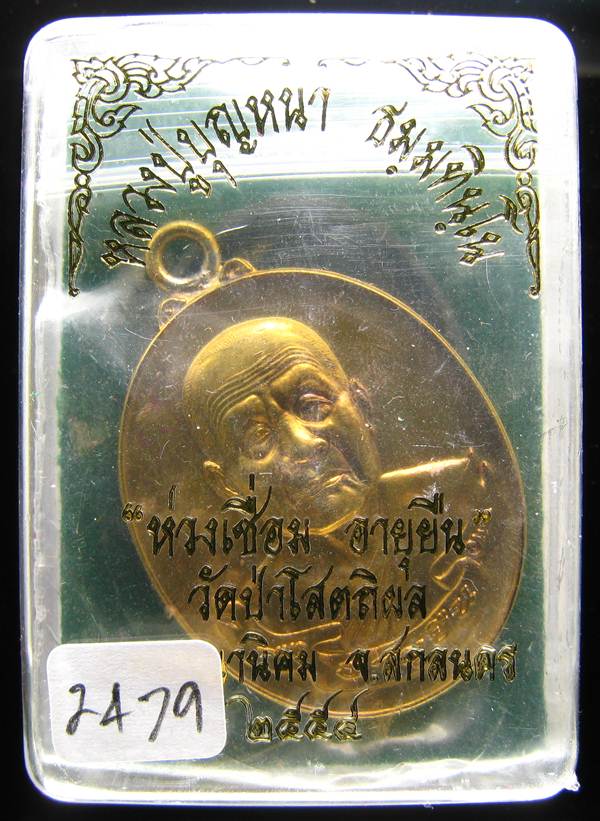 หลวงปู่บุญหนา ธมฺมทินฺโน
“ห่วงเชื่อม อายุยืน”
วัดป่าโสตถิผล
านิคม จ.สกลนคร
๒๕๕๔
2479